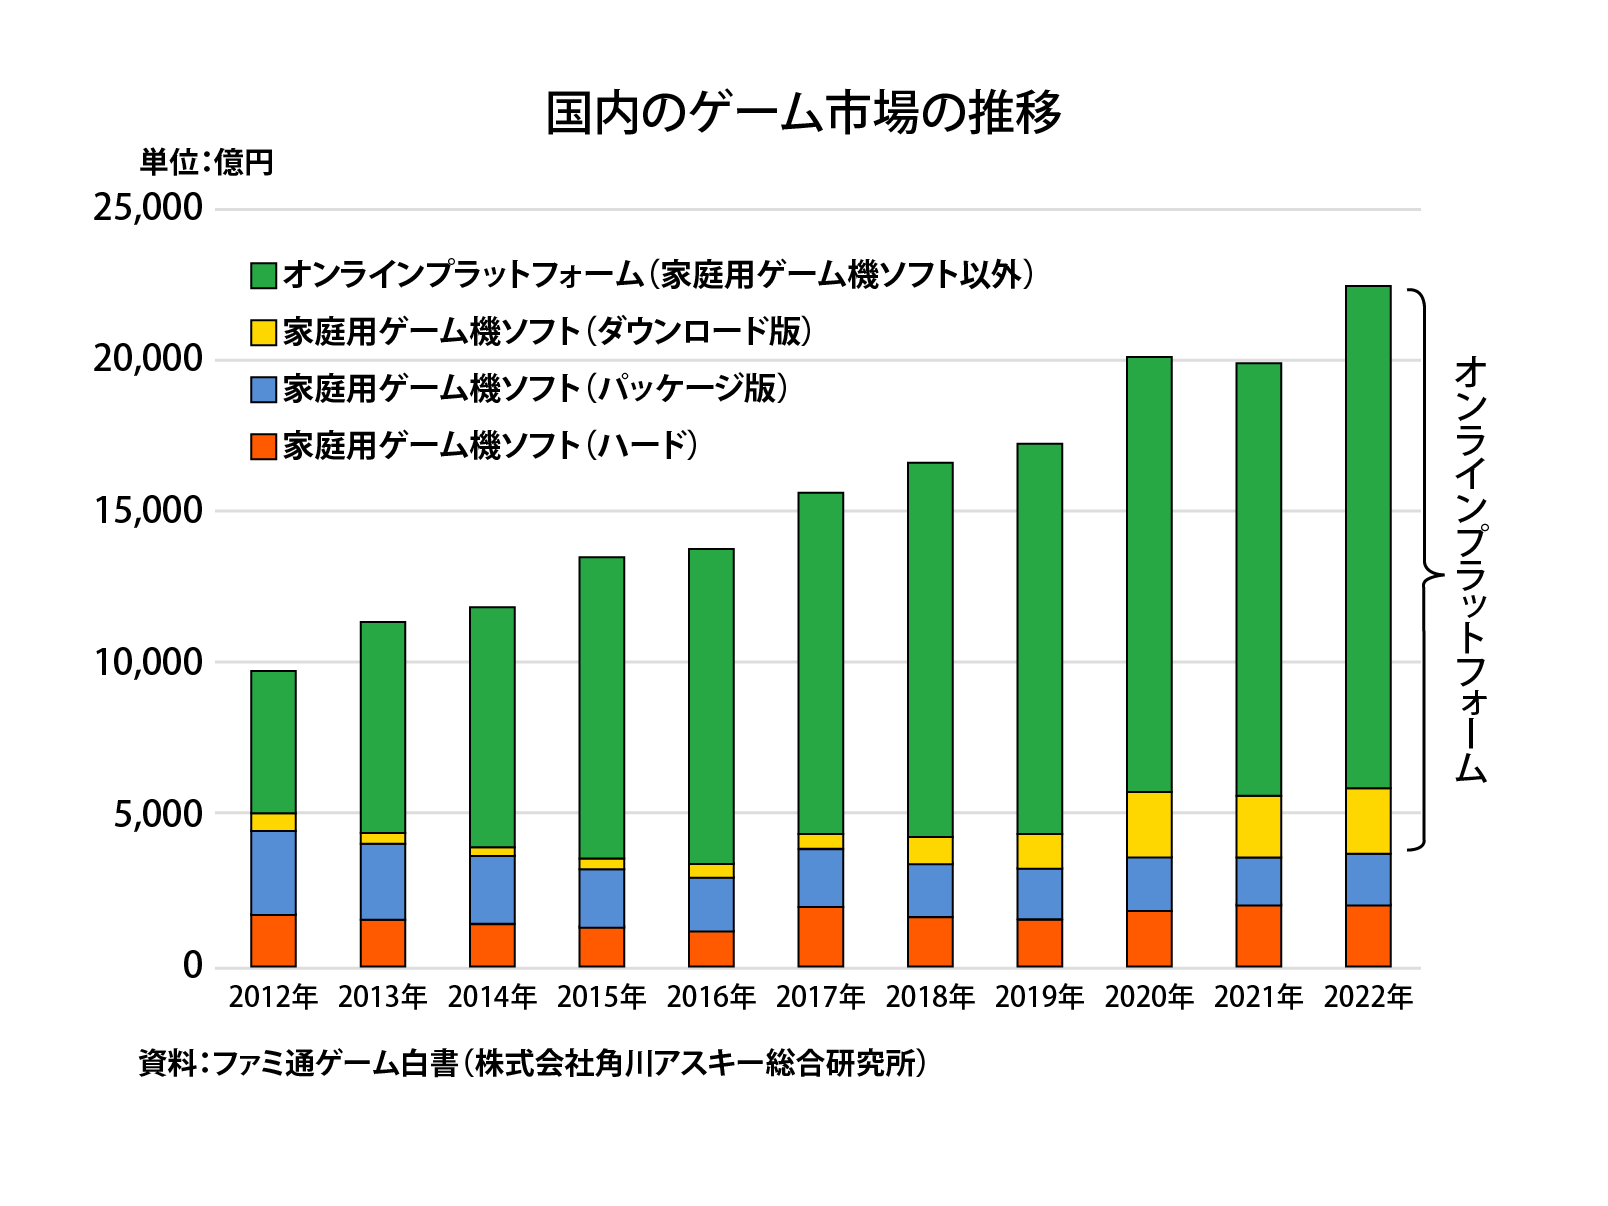 国内のゲーム市場の推移
単位：億円
25,000
20,000
15,000
10,000
5,000
0
オンラインプラットフォーム（家庭用ゲーム機ソフト以外）
家庭用ゲーム機ソフト（ダウンロード版）
家庭用ゲーム機ソフト（パッケージ版）
家庭用ゲーム機ソフト（ハード）
オンラインプラットフォーム
2012年 2013年 2014年 2015年 2016年 2017年 2018年 2019年 2020年 2021年 2022年
資料：ファミ通ゲーム白書（株式会社角川アスキー総合研究所）